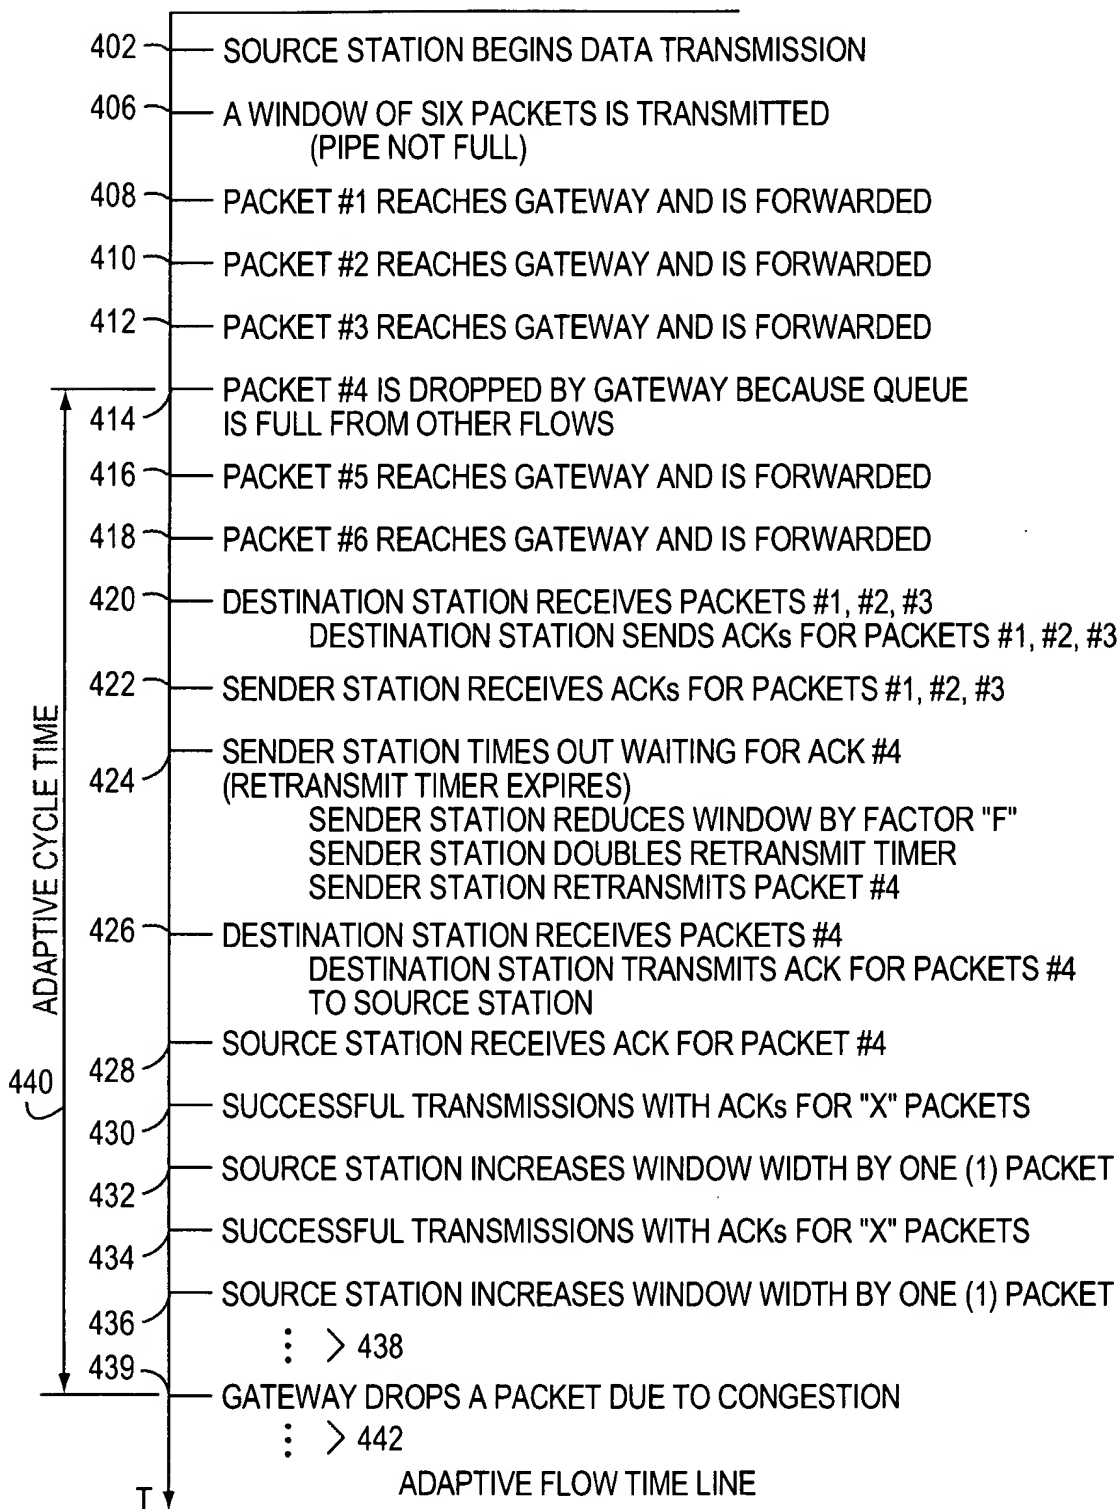 402 SOURCE STATION BEGINS DATA TRANSMISSION
406 A WINDOW OF SIX PACKETS IS TRANSMITTED
(PIPE NOT FULL)
408 PACKET #1 REACHES GATEWAY AND IS FORWARDED
410 PACKET #2 REACHES GATEWAY AND IS FORWARDED
412 PACKET #3 REACHES GATEWAY AND IS FORWARDED
PACKET #4 IS DROPPED BY GATEWAY BECAUSE QUEUE
414 IS FULL FROM OTHER FLOWS
416 PACKET #5 REACHES GATEWAY AND IS FORWARDED
418 PACKET #6 REACHES GATEWAY AND IS FORWARDED
420 DESTINATION STATION RECEIVES PACKETS #1, #2, #3
DESTINATION STATION SENDS ACKs FOR PACKETS #1, #2, #3
422 SENDER STATION RECEIVES ACKs FOR PACKETS #1, #2, #3
SENDER STATION TIMES OUT WAITING FOR ACK #4
424 (RETRANSMIT TIMER EXPIRES)
SENDER STATION REDUCES WINDOW BY FACTOR "F"
SENDER STATION DOUBLES RETRANSMIT TIMER
SENDER STATION RETRANSMITS PACKET #4
426 DESTINATION STATION RECEIVES PACKETS #4
DESTINATION STATION TRANSMITS ACK FOR PACKETS #4
TO SOURCE STATION
SOURCE STATION RECEIVES ACK FOR PACKET #4
428
SUCCESSFUL TRANSMISSIONS WITH ACKs FOR "X" PACKETS
430
SOURCE STATION INCREASES WINDOW WIDTH BY ONE (1) PACKET
432
SUCCESSFUL TRANSMISSIONS WITH ACKs FOR "X" PACKETS
434
SOURCE STATION INCREASES WINDOW WIDTH BY ONE (1) PACKET
436
438
439
GATEWAY DROPS A PACKET DUE TO CONGESTION
442
ADAPTIVE CYCLE TIME
440
ADAPTIVE FLOW TIME LINE
T